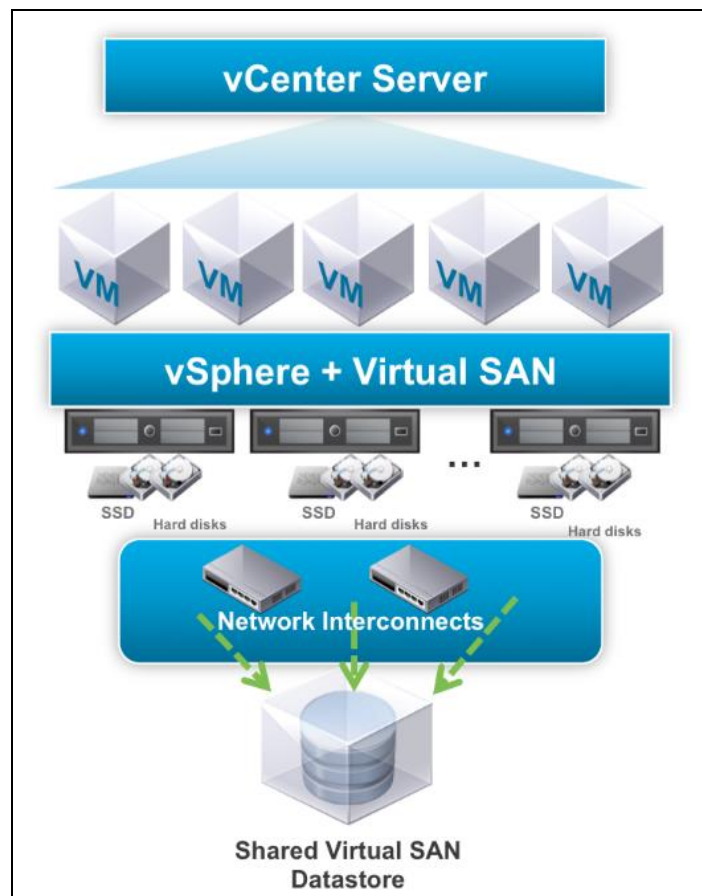 vCenter Server
VM VM VM VM VM
vSphere + Virtual SAN
...
SSD SSD SSD
Hard disks Hard disks Hard disks
Network Interconnects
Shared Virtual SAN
Datastore